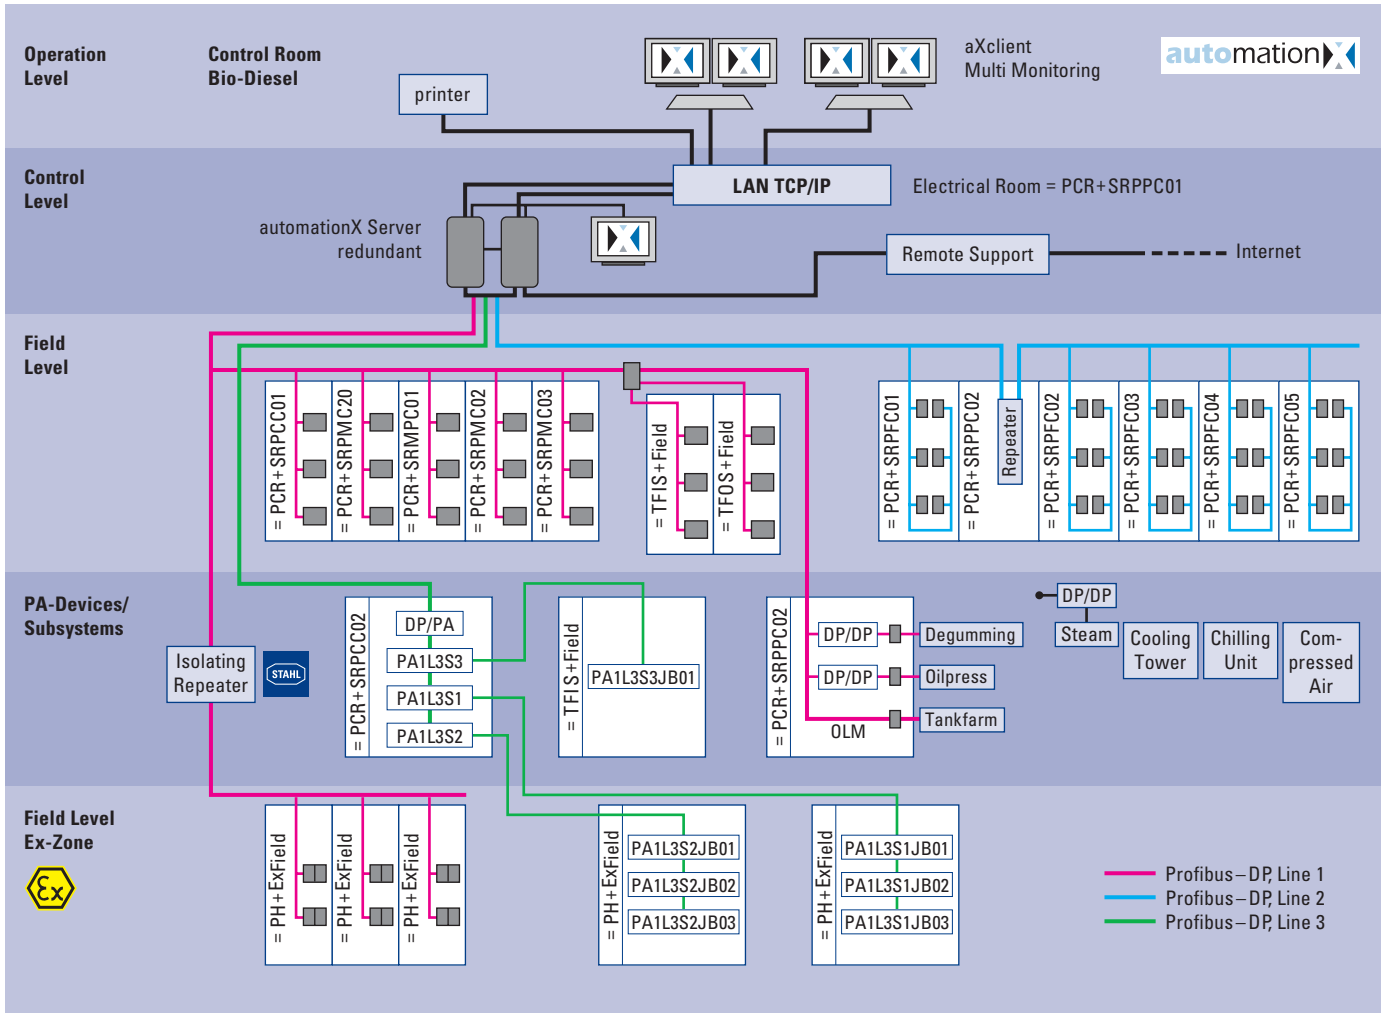 Operation
Level
Control Room
Bio-Diesel
printer
aXclient
Multi Monitoring
automationX
Control
Level
LAN TCP/IP
Electrical Room = PCR+SRPPC01
automationX Server
redundant
Remote Support
Internet
Field
Level
= PCR+SRPCC01
= PCR+SRPMC20
= PCR+SRMPC01
= PCR+SRPMC02
= PCR+SRPMC03
= TFIS+Field
= TFOS+Field
= PCR+SRPFC01
= PCR+SRPPC02
Repeater
= PCR+SRPFC02
= PCR+SRPFC03
= PCR+SRPFC04
= PCR+SRPFC05
PA-Devices/
Subsystems
Isolating
Repeater
STAHL
= PCR+SRPCC02
DP/PA
PA1L3S3
PA1L3S1
PA1L3S2
= TFIS+Field
PA1L3S3JB01
= PCR+SRPPC02
DP/DP
Degumming
DP/DP
Oilpress
OLM
Tankfarm
DP/DP
Steam
Cooling
Tower
Chilling
Unit
Com-
pressed
Air
Field Level
Ex-Zone
Ex
= PH+ExField
= PH+ExField
= PH+ExField
= PH+ExField
PA1L3S2JB01
PA1L3S2JB02
PA1L3S2JB03
= PH+ExField
PA1L3S1JB01
PA1L3S1JB02
PA1L3S1JB03
Profibus–DP, Line 1
Profibus–DP, Line 2
Profibus–DP, Line 3